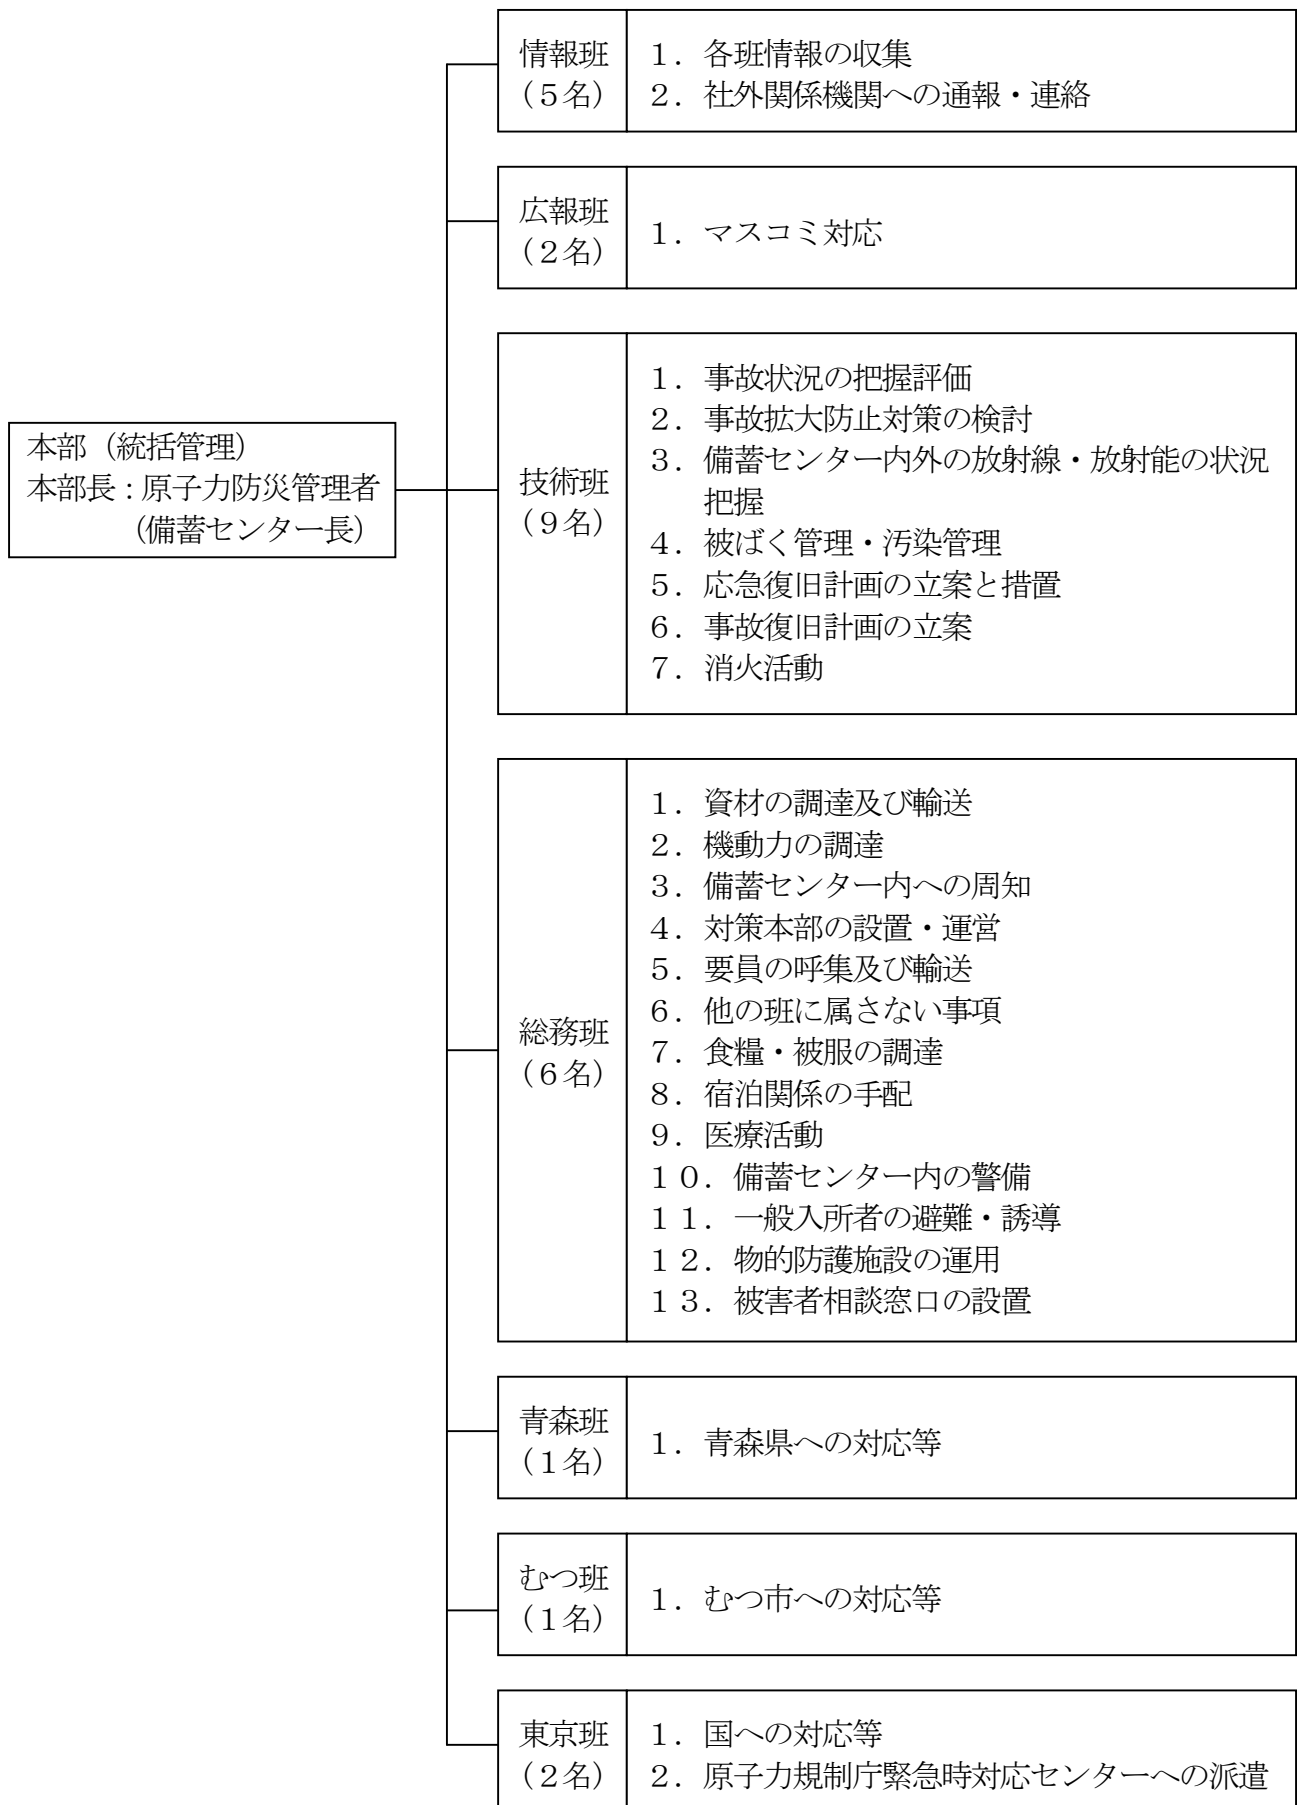 情報班
（５名）
１．各班情報の収集
２．社外関係機関への通報・連絡
広報班
（２名）
１．マスコミ対応
本部（統括管理）
本部長：原子力防災管理者
（備蓄センター長）
技術班
（９名）
１．事故状況の把握評価
２．事故拡大防止対策の検討
３．備蓄センター内外の放射線・放射能の状況
把握
４．被ばく管理・汚染管理
５．応急復旧計画の立案と措置
６．事故復旧計画の立案
７．消火活動
総務班
（６名）
１．資材の調達及び輸送
２．機動力の調達
３．備蓄センター内への周知
４．対策本部の設置・運営
５．要員の呼集及び輸送
６．他の班に属さない事項
７．食糧・被服の調達
８．宿泊関係の手配
９．医療活動
１０．備蓄センター内の警備
１１．一般入所者の避難・誘導
１２．物的防護施設の運用
１３．被害者相談窓口の設置
青森班
（１名）
１．青森県への対応等
むつ班
（１名）
１．むつ市への対応等
東京班
（２名）
１．国への対応等
２．原子力規制庁緊急時対応センターへの派遣